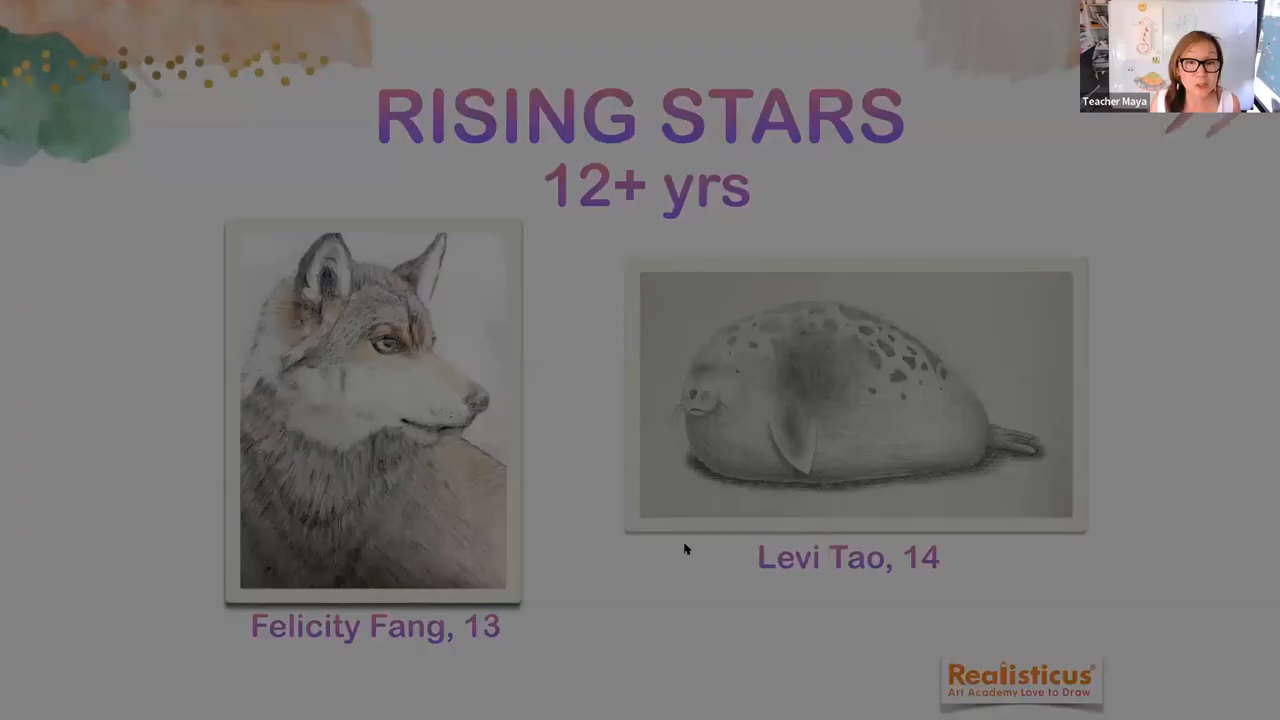 RISING STARS
12+ yrs
Teacher Maya
Felicity Fang, 13
Levi Tao, 14
Realisticus
Art Academy Love to Draw